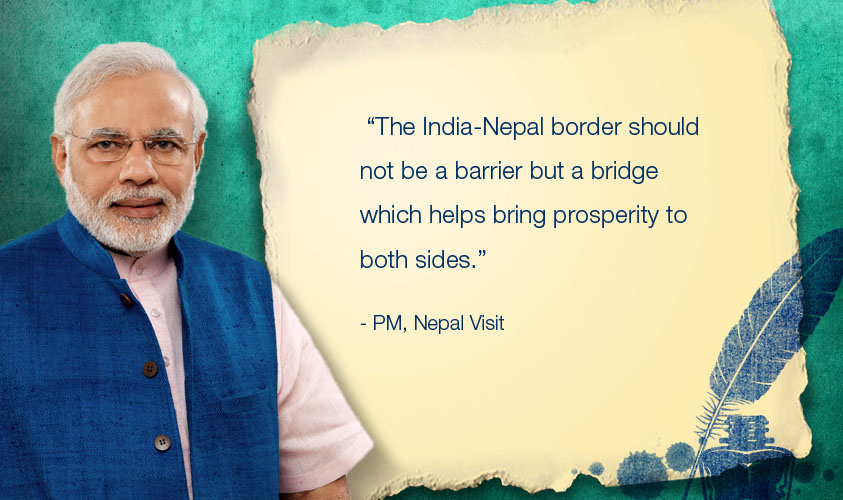 “The India-Nepal border should
not be a barrier but a bridge
which helps bring prosperity to
both sides.”
- PM, Nepal Visit